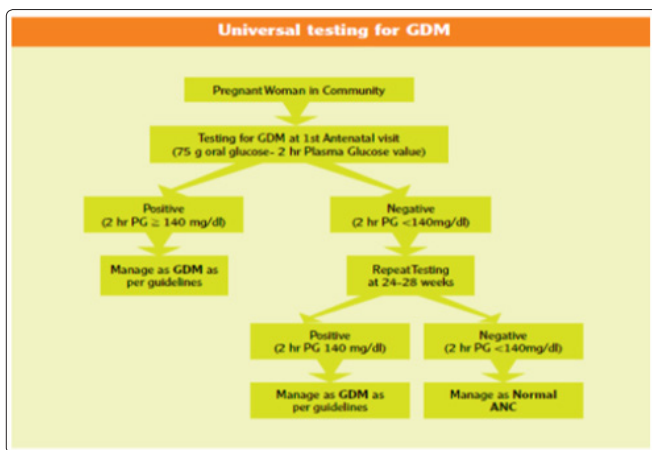 Universal testing for GDM
Pregnant Woman in Community
Testing for GDM at 1st Antenatal visit
(75 g oral glucose- 2 hr Plasma Glucose value)
Positive
(2 hr PG ≥ 140 mg/dl)
Negative
(2 hr PG <140mg/dl)
Manage as GDM as
per guidelines
Repeat Testing
at 24-28 weeks
Positive
(2 hr PG 140 mg/dl)
Negative
(2 hr PG <140mg/dl)
Manage as GDM as
per guidelines
Manage as Normal
ANC